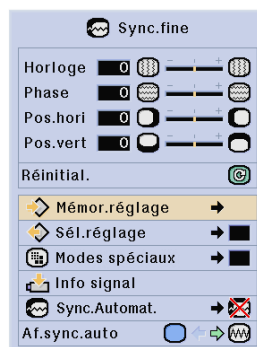 Sync.fine
Horloge 0
Phase 0
Pos.hori 0
Pos.vert 0
Réinitial.
Mémor.réglage
Sél.réglage
Modes spéciaux
Info signal
Sync.Automat.
Af.sync.auto